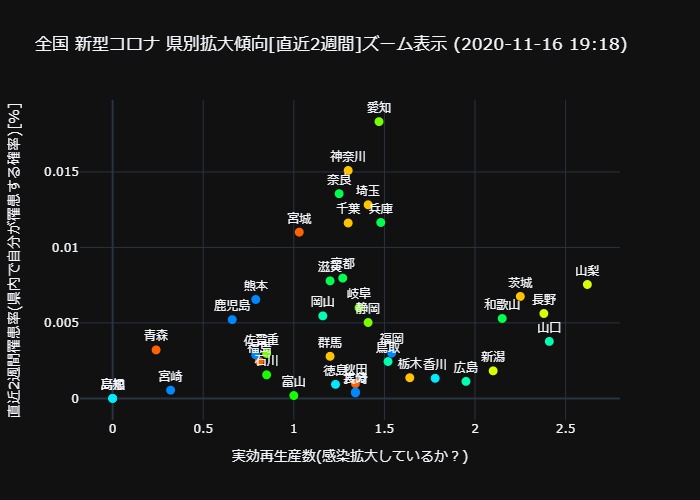 全国 新型コロナ 県別拡大傾向[直近2週間]ズーム表示 (2020-11-16 19:18)
直近2週間罹患率(県内で自分が罹患する確率)[%]
愛知
神奈川
奈良
埼玉
千葉
兵庫
宮城
滋賀
京都
熊本
鹿児島
岡山
岐阜
静岡
山梨
茨城
長野
和歌山
山口
青森
三重
福島
石川
群馬
福岡
鳥取
新潟
栃木
香川
広島
徳島
秋田
宮崎
富山
0.015
0.01
0.005
0
0
0.5
1
1.5
2
2.5
実効再生産数(感染拡大しているか？)